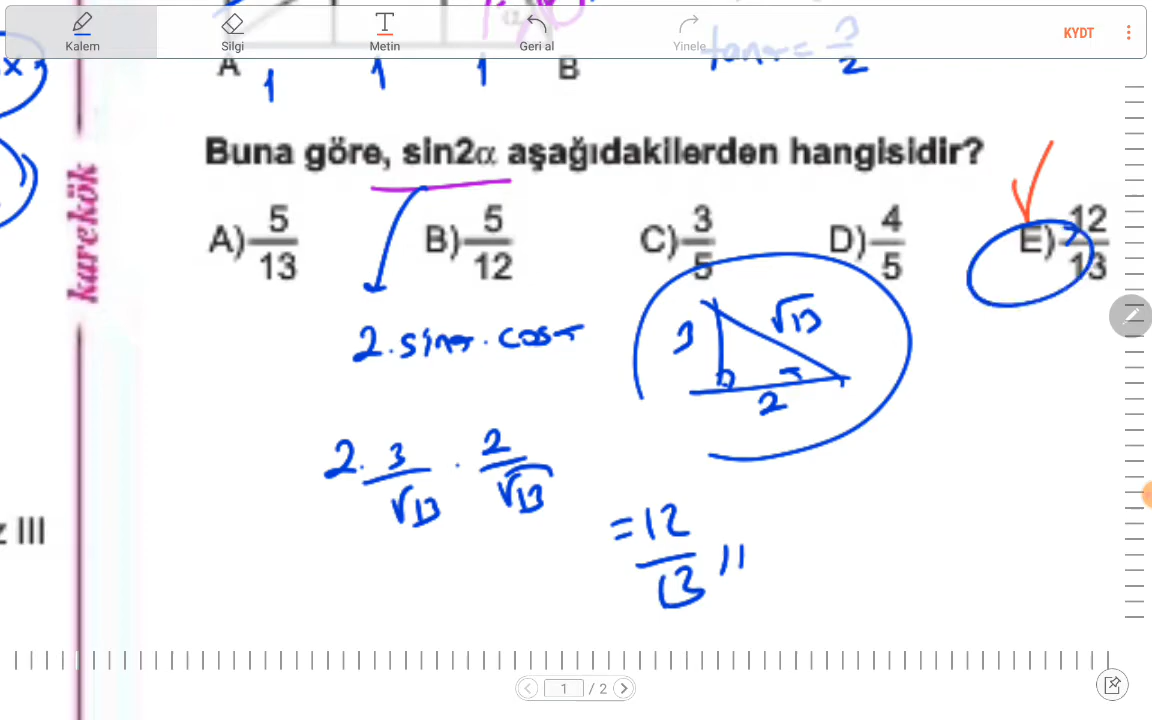 Kalem Silgi Metin Geri al Yinele KYDT
A B
1 1 1
x
2
karekök
Buna göre, sin2α aşağıdakilerden hangisidir?
A) 5/13 B) 5/12 C) 3/5 D) 4/5 E) 12/13
3 √13
2
2.sinα.cosα
2. 3/√13 . 2/√13
= 12/13 //
z III
1 / 2